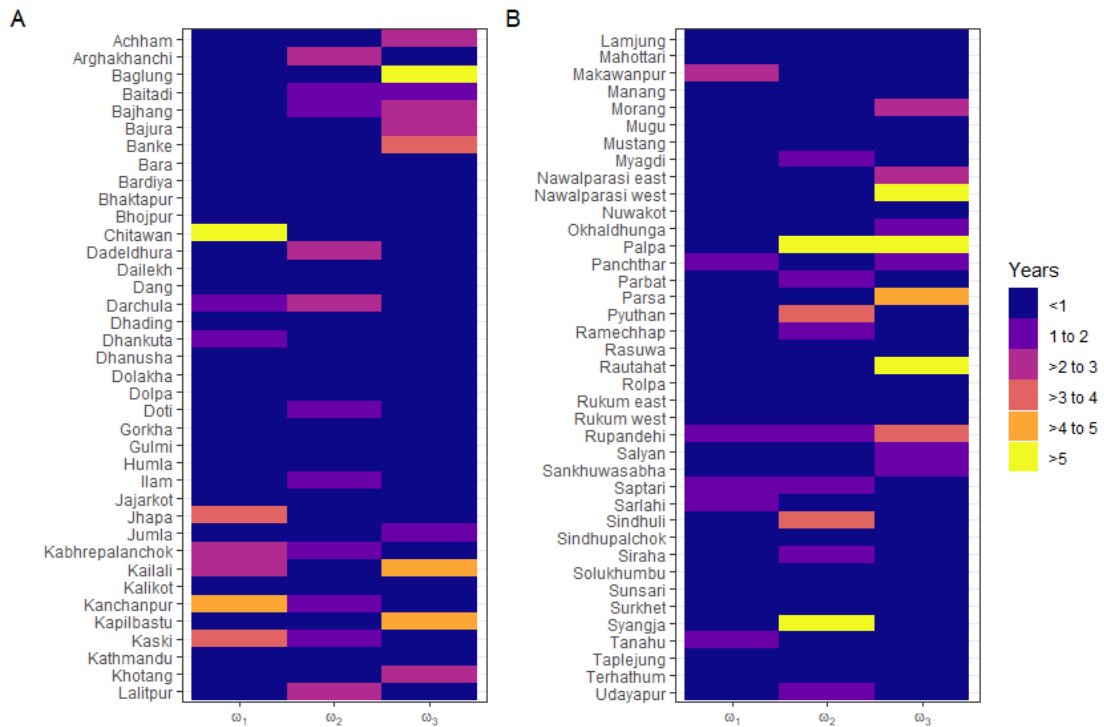 A
Achham
Arghakhanchi
Baglung
Baitadi
Bajhang
Bajura
Banke
Bara
Bardiya
Bhaktapur
Bhojpur
Chitawan
Dadeldhura
Dailekh
Dang
Darchula
Dhading
Dhankuta
Dhanusha
Dolakha
Dolpa
Doti
Gorkha
Gulmi
Humla
Ilam
Jajarkot
Jhapa
Jumla
Kabhrepalanchok
Kailali
Kalikot
Kanchanpur
Kapilbastu
Kaski
Kathmandu
Khotang
Lalitpur
ω₁ ω₂ ω₃
B
Lamjung
Mahottari
Makawanpur
Manang
Morang
Mugu
Mustang
Myagdi
Nawalparasi east
Nawalparasi west
Nuwakot
Okhaldhunga
Palpa
Panchthar
Parbat
Parsa
Pyuthan
Ramechhap
Rasuwa
Rautahat
Rolpa
Rukum east
Rukum west
Rupandehi
Salyan
Sankhuwasabha
Saptari
Sarlahi
Sindhuli
Sindhupalchok
Siraha
Solukhumbu
Sunsari
Surkhet
Syangja
Tanahu
Taplejung
Terhathum
Udayapur
ω₁ ω₂ ω₃
Years
<1
1 to 2
>2 to 3
>3 to 4
>4 to 5
>5